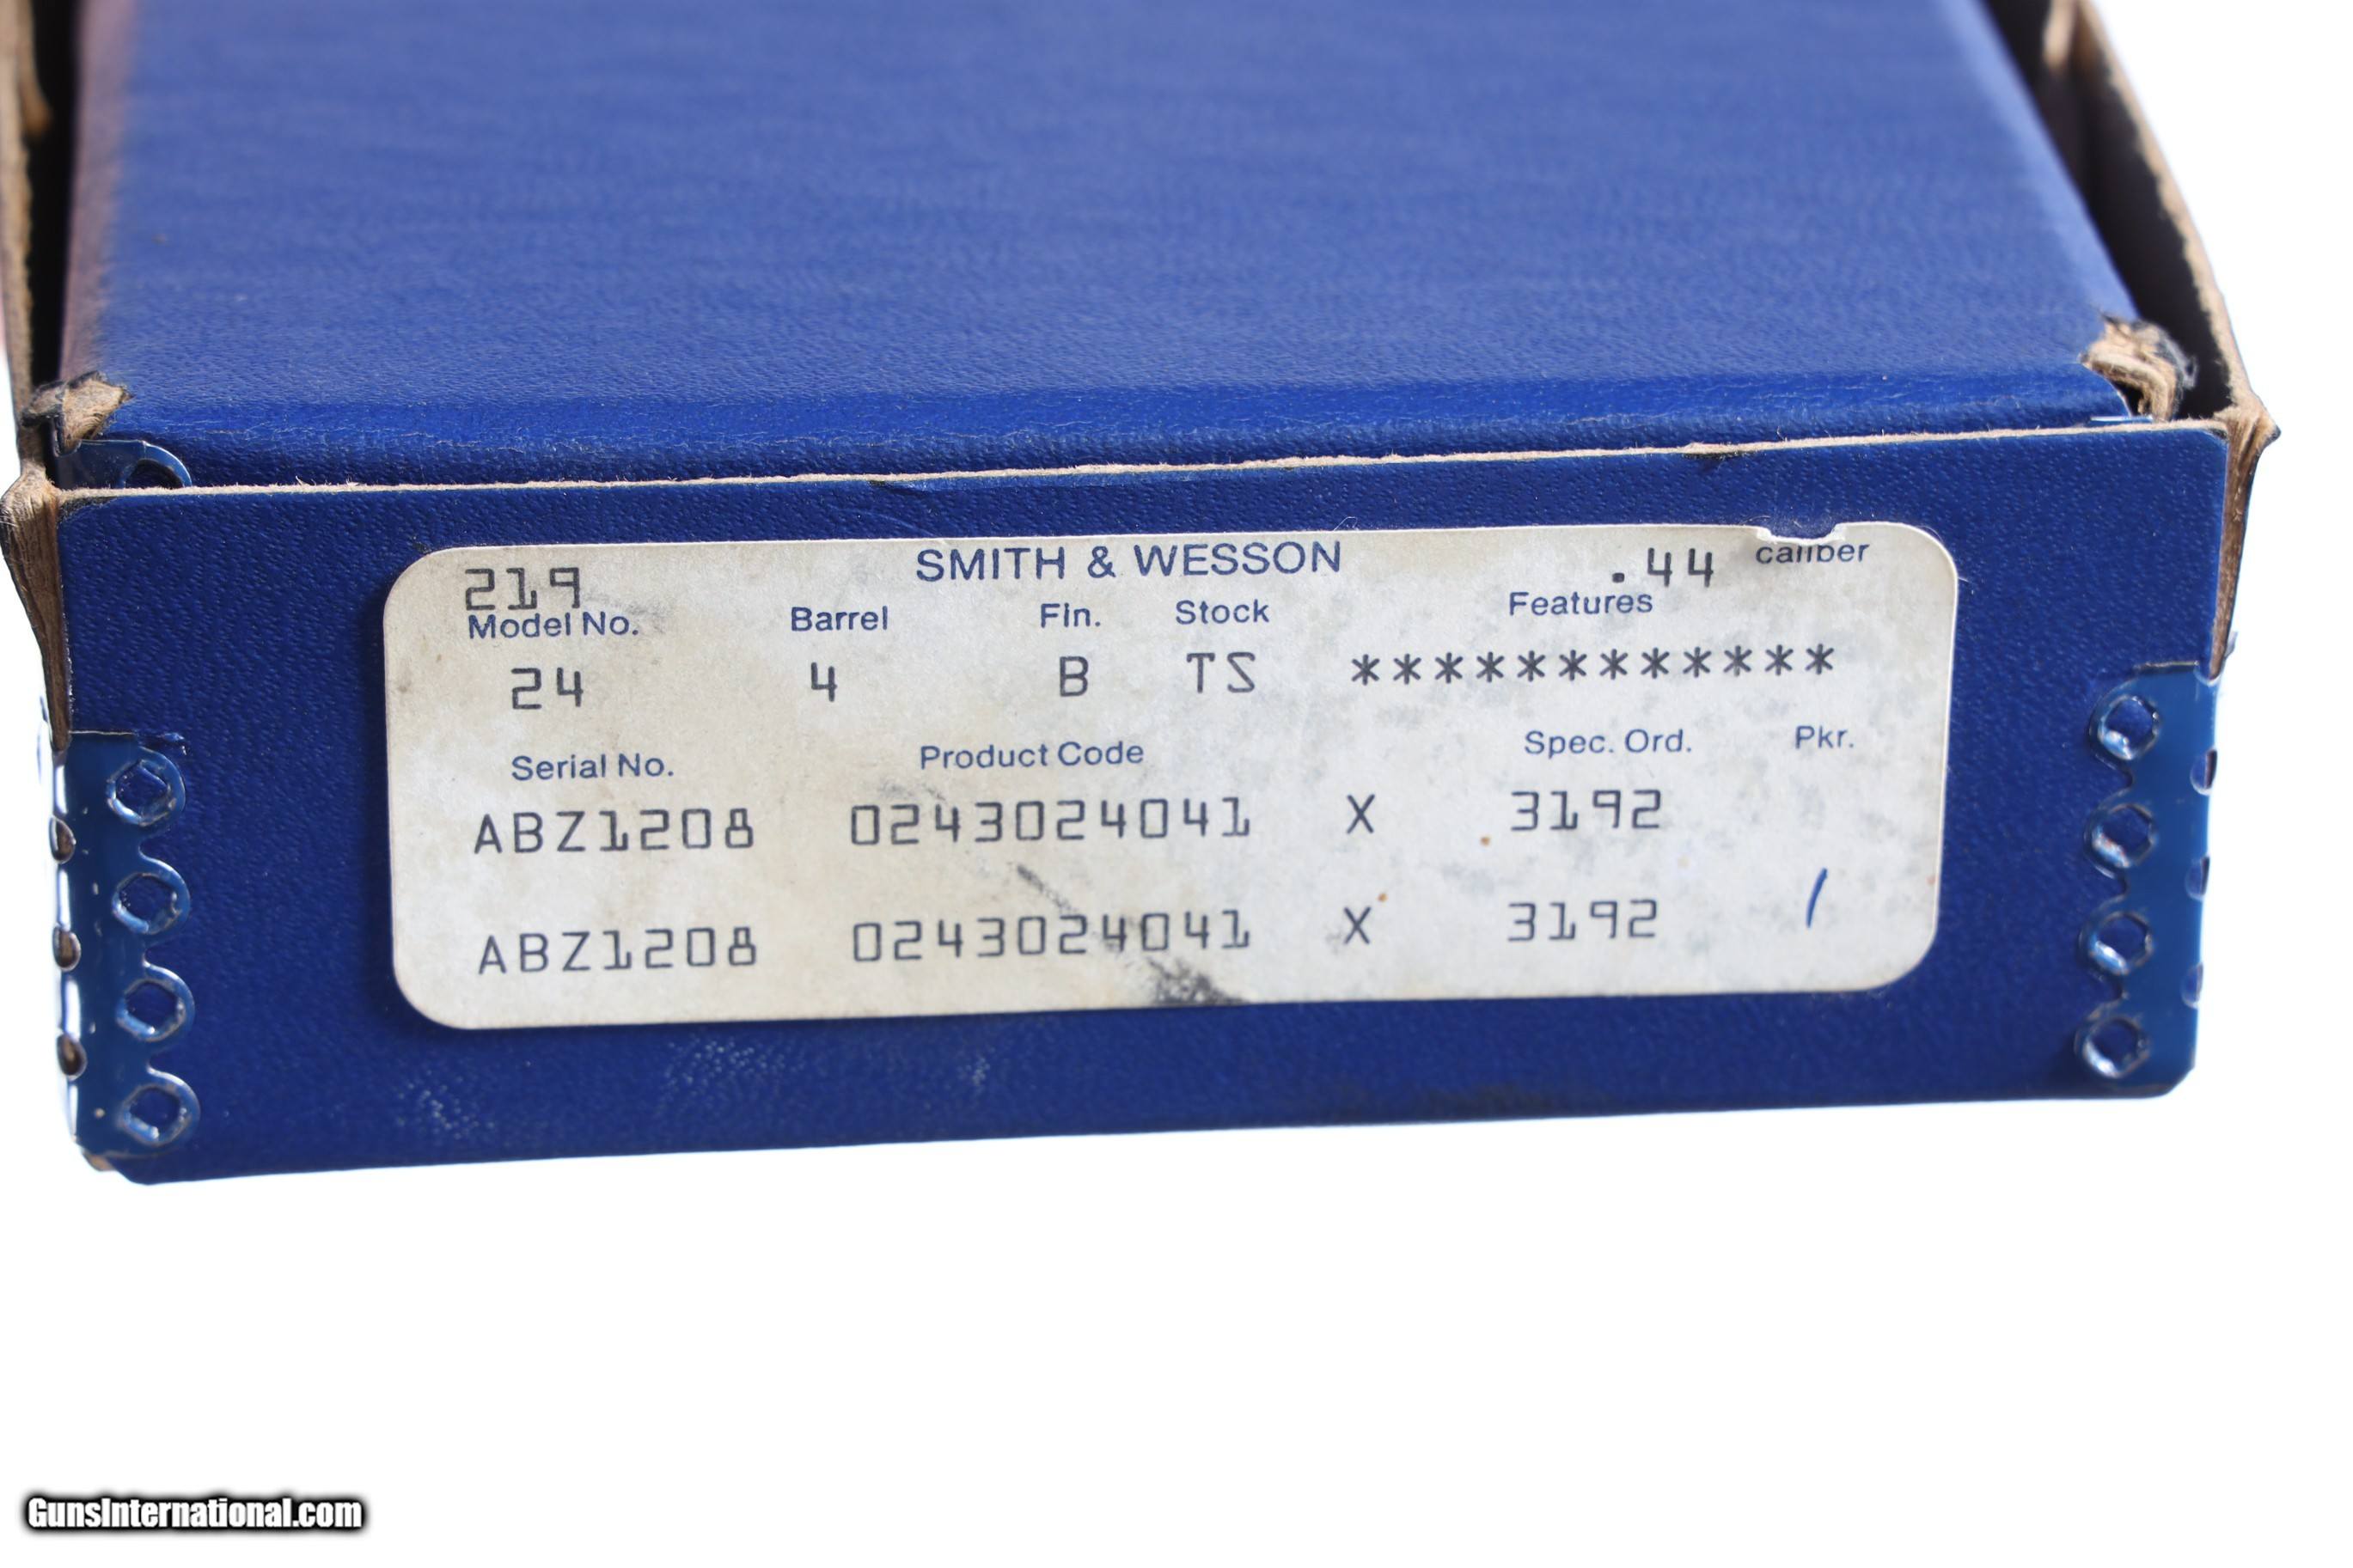 SMITH & WESSON
219 .44 caliber
Model No. Barrel Fin. Stock Features
24 4 B TS ************
Serial No. Product Code Spec. Ord. Pkr.
ABZ1208 0243024041 X 3192
ABZ1208 0243024041 X 3192 /
GunsInternational.com